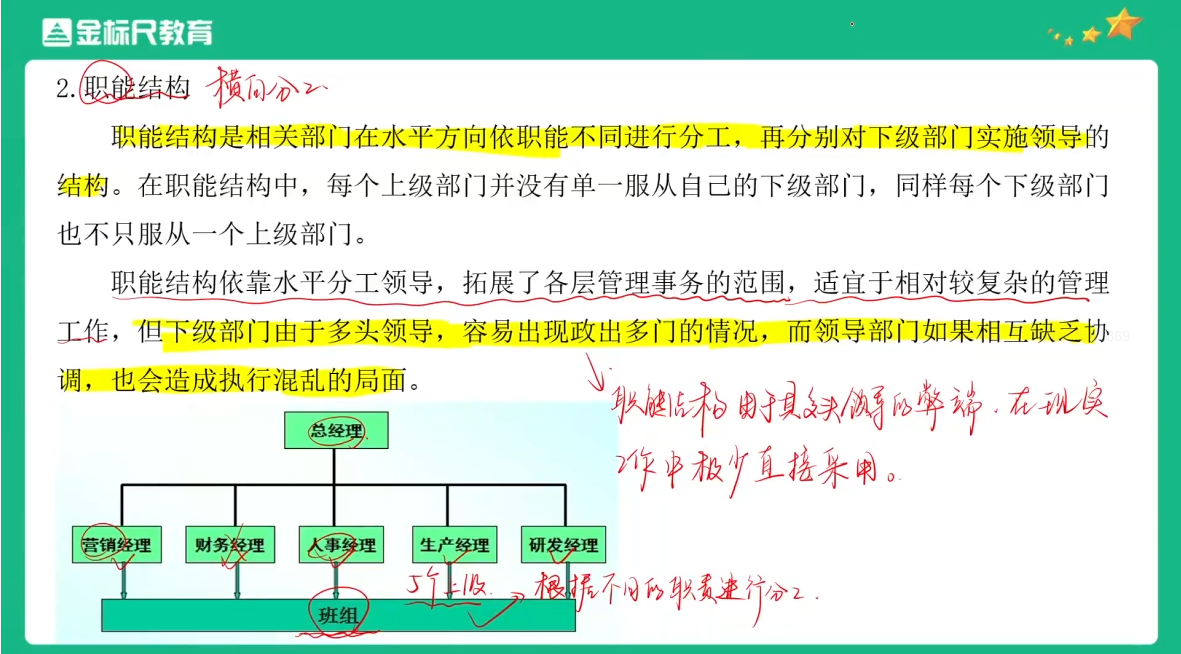 金标尺教育
2. 职能结构 横向分工
职能结构是相关部门在水平方向依职能不同进行分工，再分别对下级部门实施领导的
结构。在职能结构中，每个上级部门并没有单一服从自己的下级部门，同样每个下级部门
也不只服从一个上级部门。
职能结构依靠水平分工领导，拓展了各层管理事务的范围，适宜于相对较复杂的管理
工作，但下级部门由于多头领导，容易出现政出多门的情况，而领导部门如果相互缺乏协
调，也会造成执行混乱的局面。
职能结构由于其多头领导的弊端.在现实
工作中极少直接采用。
总经理
营销经理 财务经理 人事经理 生产经理 研发经理
5个上级. 根据不同的职责进行分工.
班组